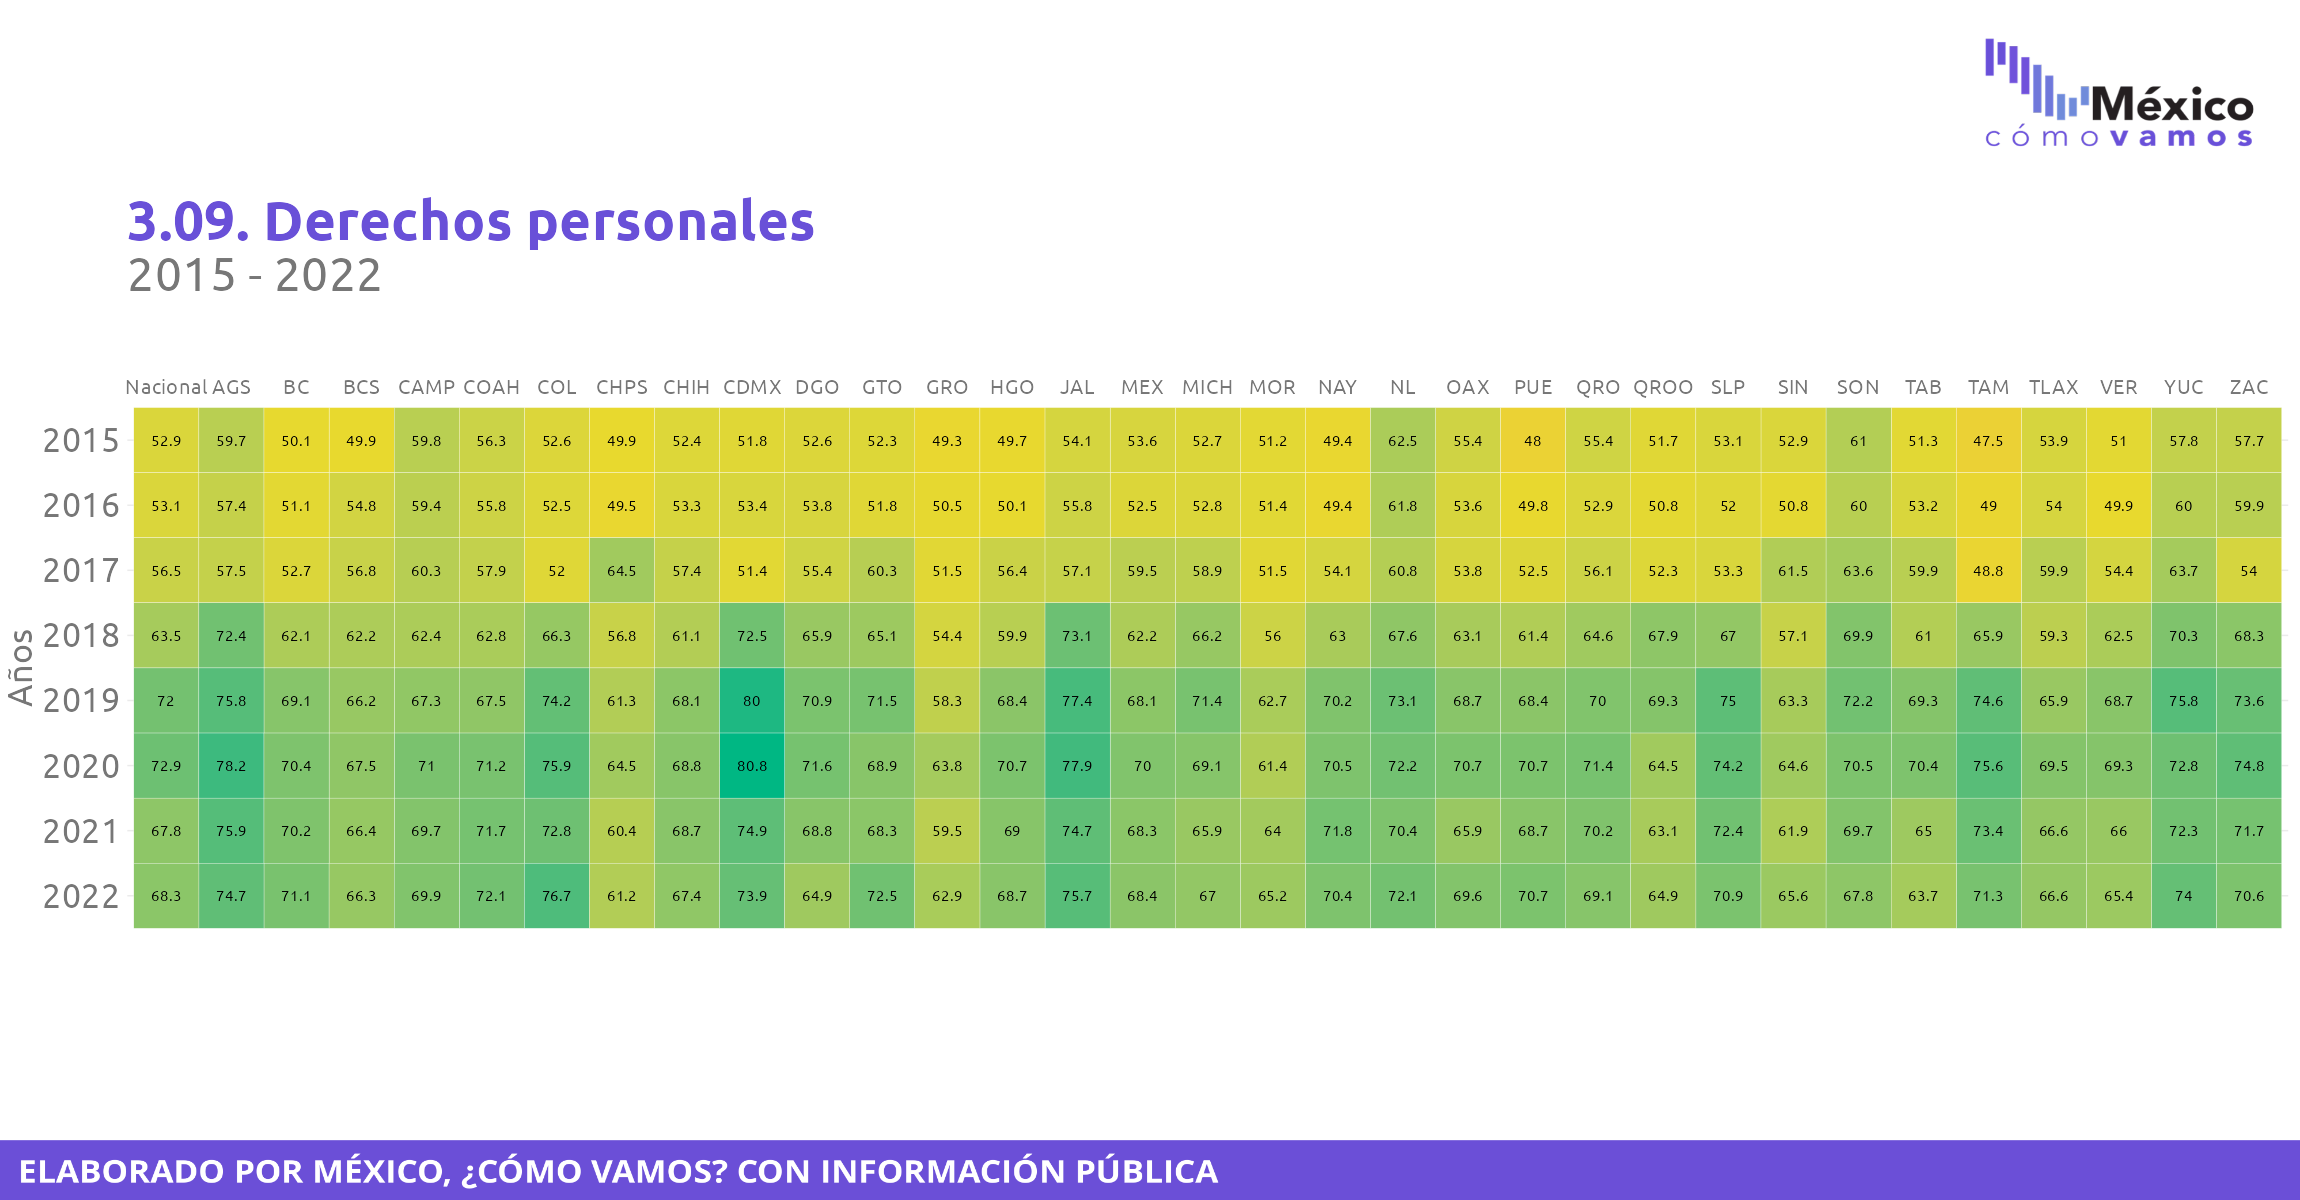 México
cómovamos
3.09. Derechos personales
2015 - 2022
Nacional AGS BC BCS CAMP COAH COL CHPS CHIH CDMX DGO GTO GRO HGO JAL MEX MICH MOR NAY NL OAX PUE QRO QROO SLP SIN SON TAB TAM TLAX VER YUC ZAC
2015 52.9 59.7 50.1 49.9 59.8 56.3 52.6 49.9 52.4 51.8 52.6 52.3 49.3 49.7 54.1 53.6 52.7 51.2 49.4 62.5 55.4 48 55.4 51.7 53.1 52.9 61 51.3 47.5 53.9 51 57.8 57.7
2016 53.1 57.4 51.1 54.8 59.4 55.8 52.5 49.5 53.3 53.4 53.8 51.8 50.5 50.1 55.8 52.5 52.8 51.4 49.4 61.8 53.6 49.8 52.9 50.8 52 50.8 60 53.2 49 54 49.9 60 59.9
2017 56.5 57.5 52.7 56.8 60.3 57.9 52 64.5 57.4 51.4 55.4 60.3 51.5 56.4 57.1 59.5 58.9 51.5 54.1 60.8 53.8 52.5 56.1 52.3 53.3 61.5 63.6 59.9 48.8 59.9 54.4 63.7 54
2018 63.5 72.4 62.1 62.2 62.4 62.8 66.3 56.8 61.1 72.5 65.9 65.1 54.4 59.9 73.1 62.2 66.2 56 63 67.6 63.1 61.4 64.6 67.9 67 57.1 69.9 61 65.9 59.3 62.5 70.3 68.3
Años
2019 72 75.8 69.1 66.2 67.3 67.5 74.2 61.3 68.1 80 70.9 71.5 58.3 68.4 77.4 68.1 71.4 62.7 70.2 73.1 68.7 68.4 70 69.3 75 63.3 72.2 69.3 74.6 65.9 68.7 75.8 73.6
2020 72.9 78.2 70.4 67.5 71 71.2 75.9 64.5 68.8 80.8 71.6 68.9 63.8 70.7 77.9 70 69.1 61.4 70.5 72.2 70.7 70.7 71.4 64.5 74.2 64.6 70.5 70.4 75.6 69.5 69.3 72.8 74.8
2021 67.8 75.9 70.2 66.4 69.7 71.7 72.8 60.4 68.7 74.9 68.8 68.3 59.5 69 74.7 68.3 65.9 64 71.8 70.4 65.9 68.7 70.2 63.1 72.4 61.9 69.7 65 73.4 66.6 66 72.3 71.7
2022 68.3 74.7 71.1 66.3 69.9 72.1 76.7 61.2 67.4 73.9 64.9 72.5 62.9 68.7 75.7 68.4 67 65.2 70.4 72.1 69.6 70.7 69.1 64.9 70.9 65.6 67.8 63.7 71.3 66.6 65.4 74 70.6
ELABORADO POR MÉXICO, ¿CÓMO VAMOS? CON INFORMACIÓN PÚBLICA